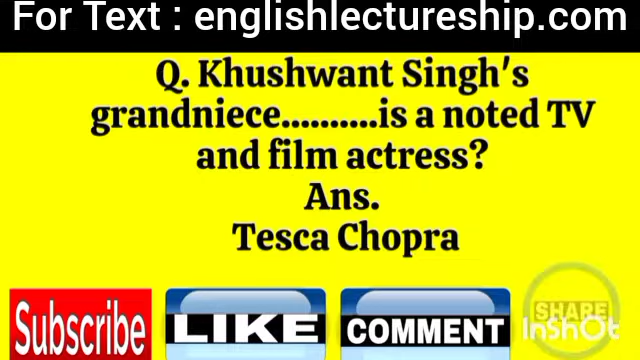 For Text : englishlectureship.com
Q. Khushwant Singh's
grandniece..........is a noted TV
and film actress?
Ans.
Tesca Chopra
Subscribe
LIKE
COMMENT
SHARE
InShOt